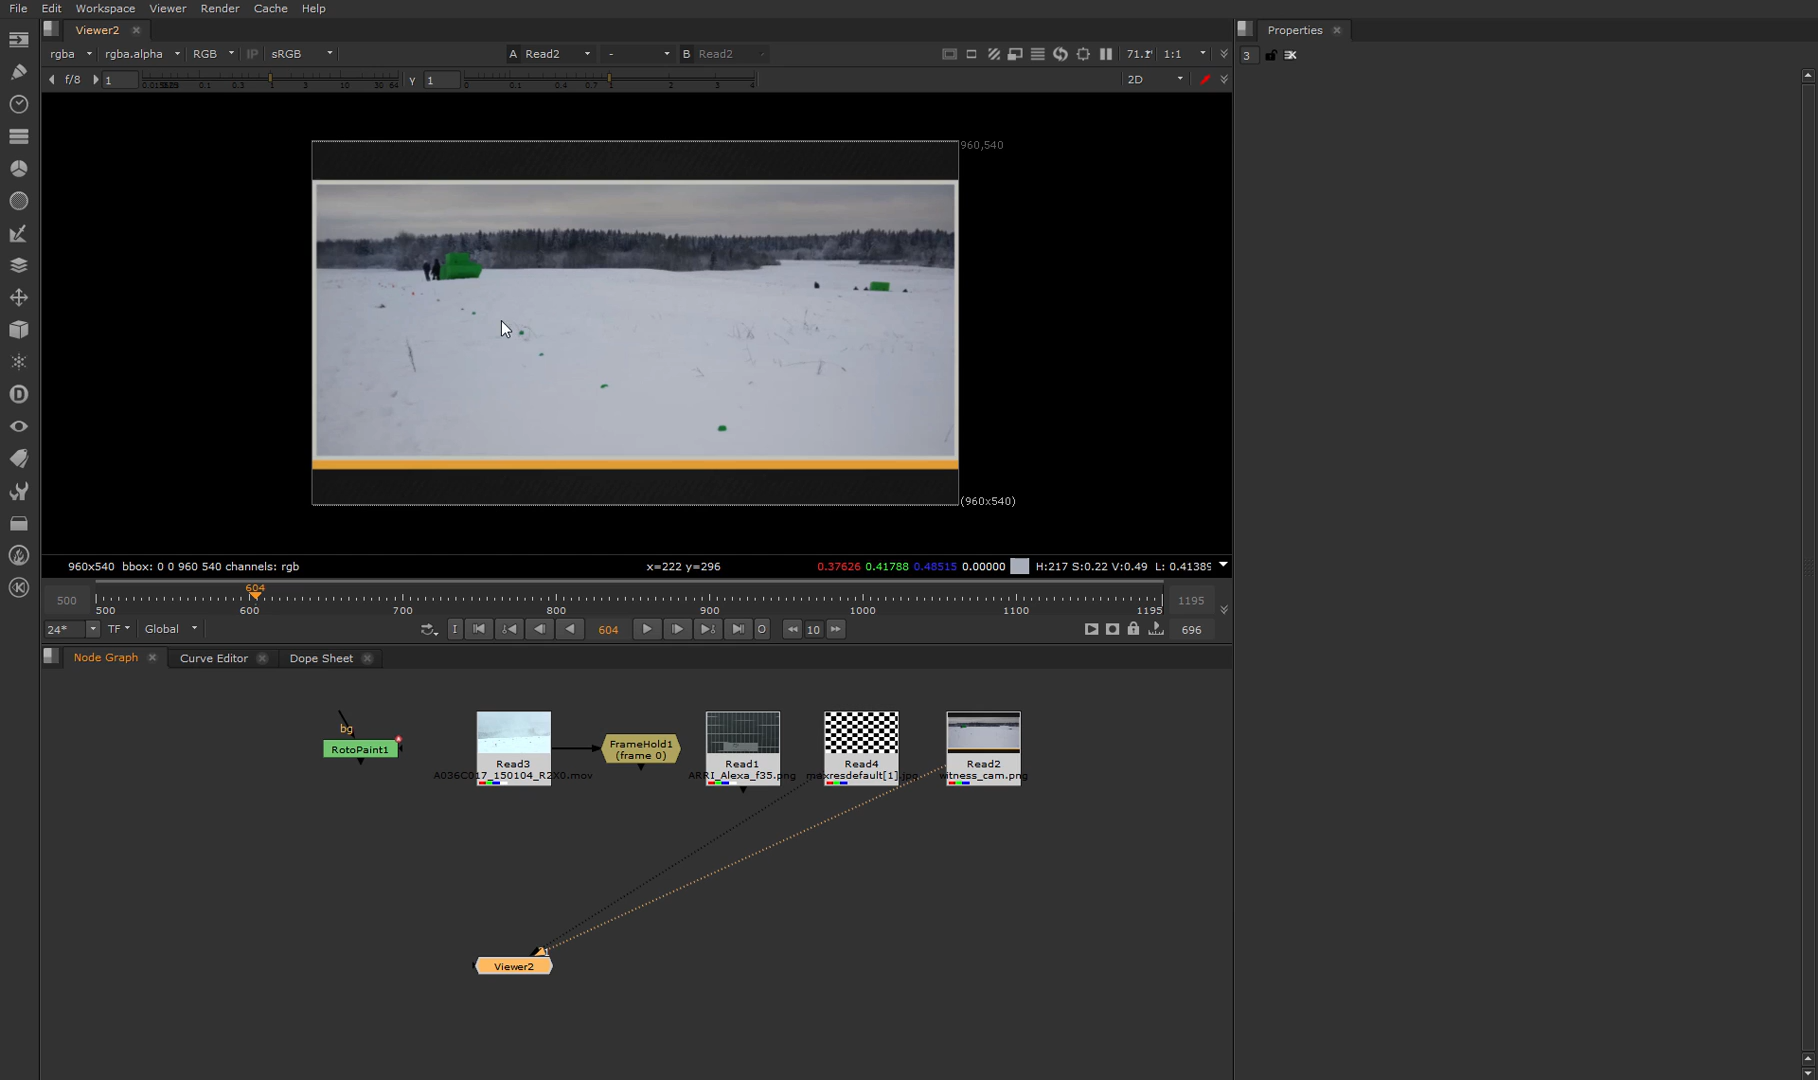 File Edit Workspace Viewer Render Cache Help
Viewer2
Properties
rgba rgba.alpha RGB IP sRGB A Read2 - B Read2 71.1 1:1
3
f/8 1 Y 1 2D
960,540
(960x540)
960x540 bbox: 0 0 960 540 channels: rgb x=222 y=296 0.37626 0.41788 0.48515 0.00000 H:217 S:0.22 V:0.49 L: 0.41389
604
500 500 600 700 800 900 1000 1100 1195 1195
24* TF Global I 604 O 10 696
Node Graph Curve Editor Dope Sheet
bg
RotoPaint1
Read3
A036C017_150104_R2X0.mov
FrameHold1
(frame 0)
Read1
ARRI_Alexa_f35.png
Read4
maxresdefault[1].jpg
Read2
witness_cam.png
1
Viewer2